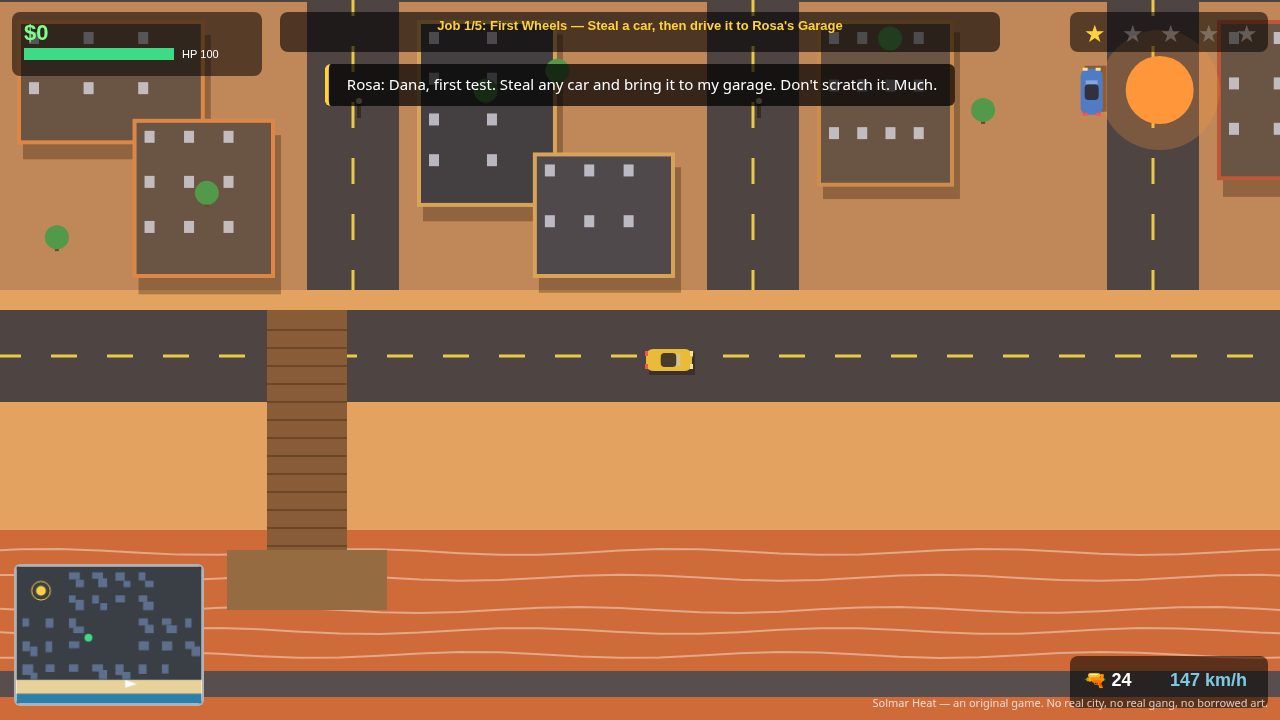 $0
HP 100
Job 1/5: First Wheels — Steal a car, then drive it to Rosa's Garage
Rosa: Dana, first test. Steal any car and bring it to my garage. Don't scratch it. Much.
24
147 km/h
Solmar Heat — an original game. No real city, no real gang, no borrowed art.